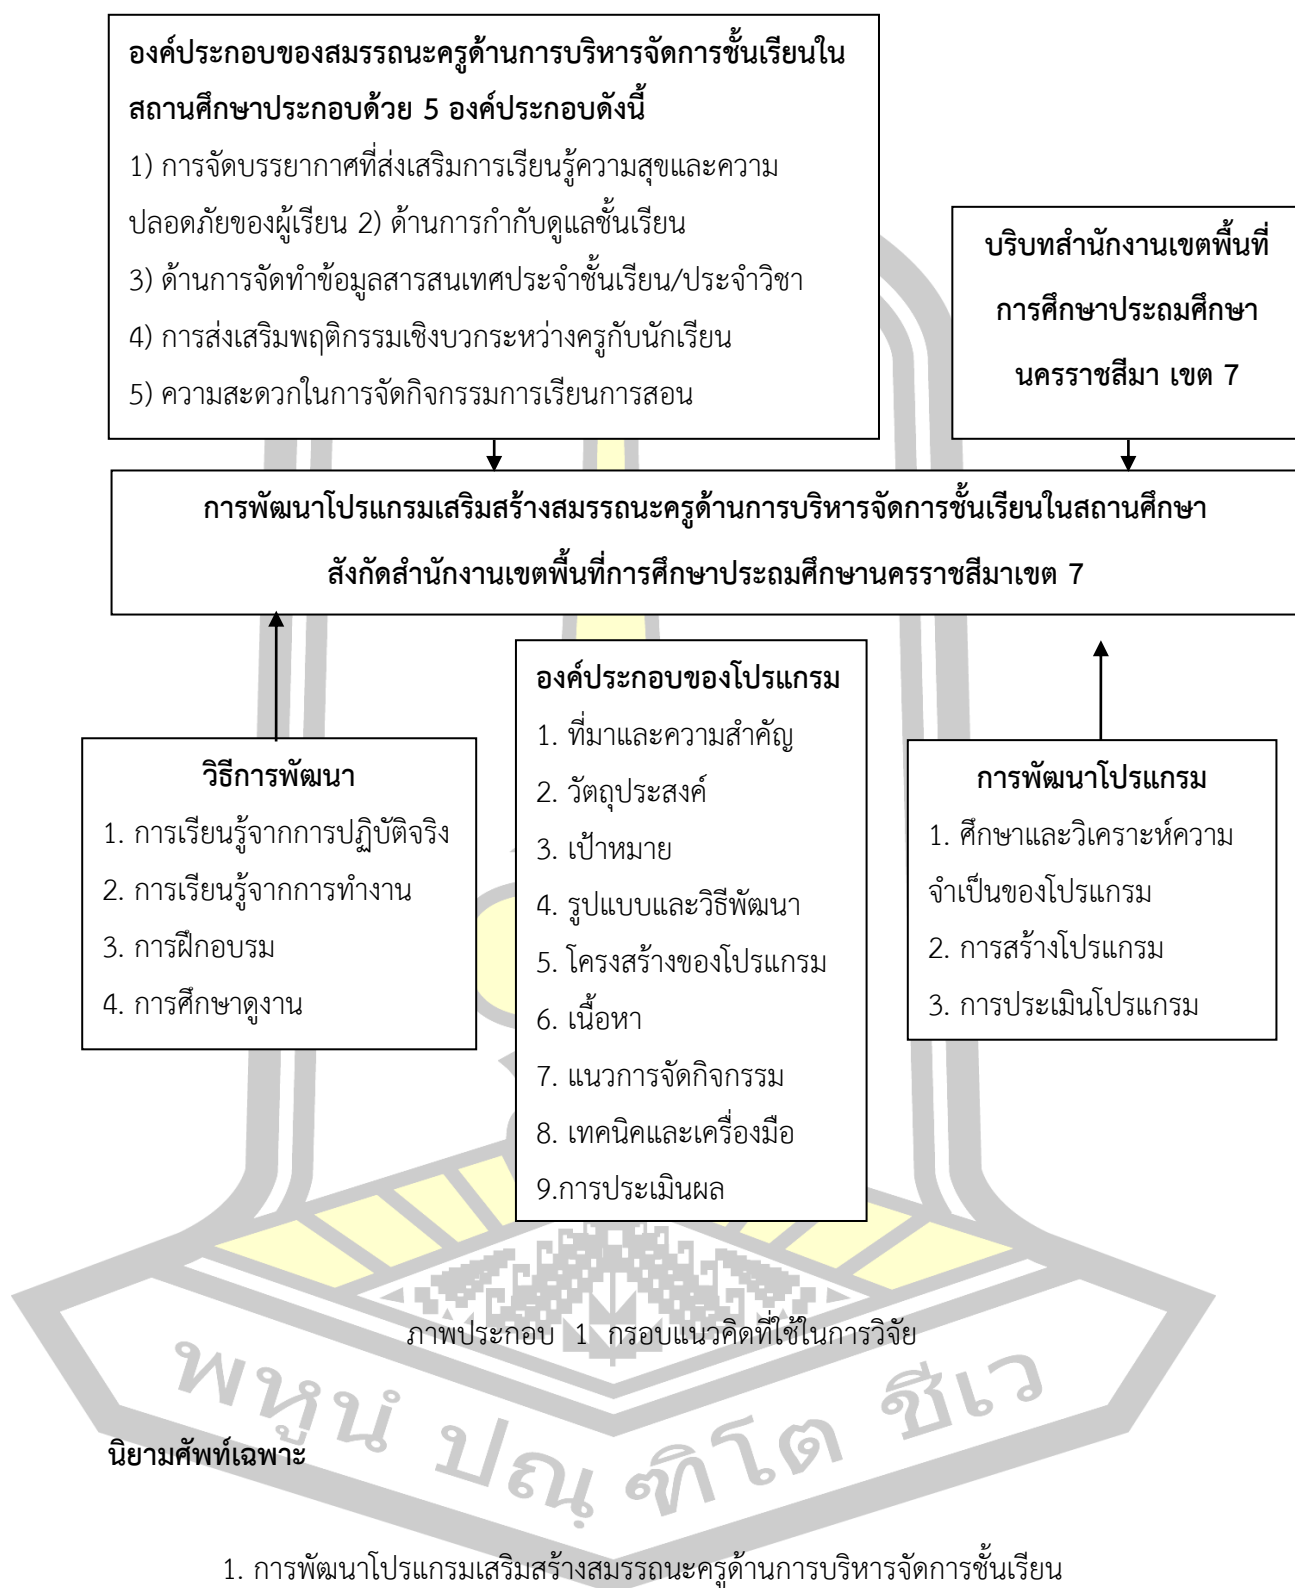 องค์ประกอบของสมรรถนะครูด้านการบริหารจัดการชั้นเรียนใน
สถานศึกษาประกอบด้วย 5 องค์ประกอบดังนี้
1) การจัดบรรยากาศที่ส่งเสริมการเรียนรู้ความสุขและความ
ปลอดภัยของผู้เรียน 2) ด้านการกำกับดูแลชั้นเรียน
3) ด้านการจัดทำข้อมูลสารสนเทศประจำชั้นเรียน/ประจำวิชา
4) การส่งเสริมพฤติกรรมเชิงบวกระหว่างครูกับนักเรียน
5) ความสะดวกในการจัดกิจกรรมการเรียนการสอน
บริบทสำนักงานเขตพื้นที่
การศึกษาประถมศึกษา
นครราชสีมา เขต 7
การพัฒนาโปรแกรมเสริมสร้างสมรรถนะครูด้านการบริหารจัดการชั้นเรียนในสถานศึกษา
สังกัดสำนักงานเขตพื้นที่การศึกษาประถมศึกษานครราชสีมาเขต 7
วิธีการพัฒนา
1. การเรียนรู้จากการปฏิบัติจริง
2. การเรียนรู้จากการทำงาน
3. การฝึกอบรม
4. การศึกษาดูงาน
องค์ประกอบของโปรแกรม
1. ที่มาและความสำคัญ
2. วัตถุประสงค์
3. เป้าหมาย
4. รูปแบบและวิธีพัฒนา
5. โครงสร้างของโปรแกรม
6. เนื้อหา
7. แนวการจัดกิจกรรม
8. เทคนิคและเครื่องมือ
9.การประเมินผล
การพัฒนาโปรแกรม
1. ศึกษาและวิเคราะห์ความ
จำเป็นของโปรแกรม
2. การสร้างโปรแกรม
3. การประเมินโปรแกรม
ภาพประกอบ 1 กรอบแนวคิดที่ใช้ในการวิจัย
พหูนํ ปณฺฑิโต ชีเว
นิยามศัพท์เฉพาะ
1. การพัฒนาโปรแกรมเสริมสร้างสมรรถนะครูด้านการบริหารจัดการชั้นเรียน